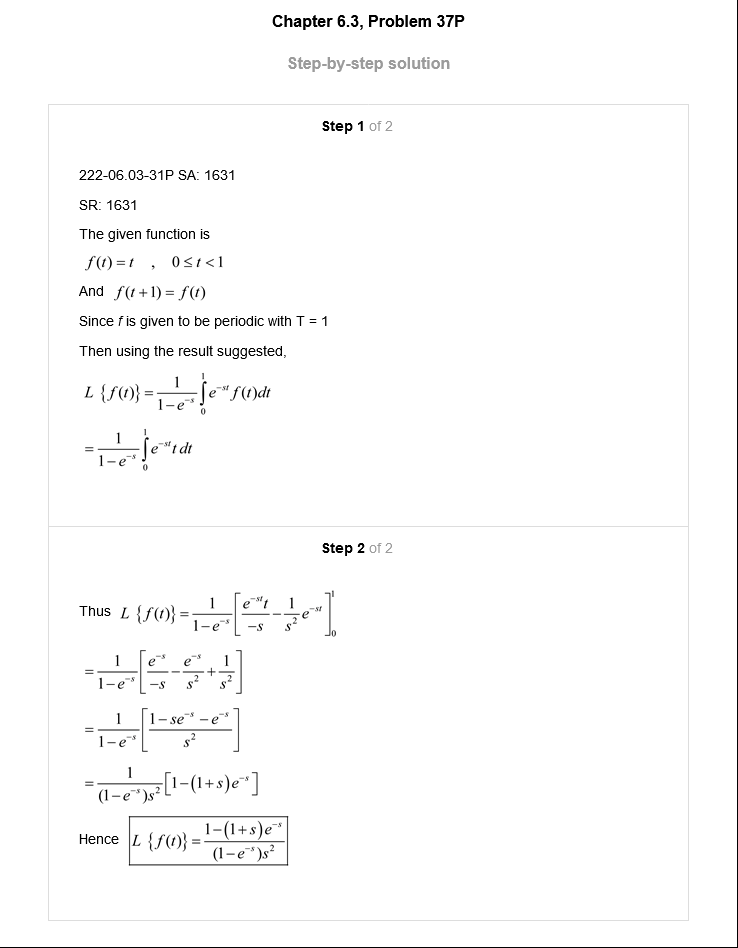 Chapter 6.3, Problem 37P
Step-by-step solution
Step 1 of 2
222-06.03-31P SA: 1631
SR: 1631
The given function is
f(t) = t , 0 ≤ t < 1
And f(t+1) = f(t)
Since f is given to be periodic with T = 1
Then using the result suggested,
L {f(t)} = \frac{1}{1-e^{-s}} \int_0^1 e^{-st} f(t)dt
= \frac{1}{1-e^{-s}} \int_0^1 e^{-st} t dt
Step 2 of 2
Thus L {f(t)} = \frac{1}{1-e^{-s}} \left[ \frac{e^{-st} t}{-s} - \frac{1}{s^2} e^{-st} \right]_0^1
= \frac{1}{1-e^{-s}} \left[ \frac{e^{-s}}{-s} - \frac{e^{-s}}{s^2} + \frac{1}{s^2} \right]
= \frac{1}{1-e^{-s}} \left[ \frac{1-se^{-s}-e^{-s}}{s^2} \right]
= \frac{1}{(1-e^{-s})s^2} [1-(1+s)e^{-s}]
Hence L {f(t)} = \frac{1-(1+s)e^{-s}}{(1-e^{-s})s^2}